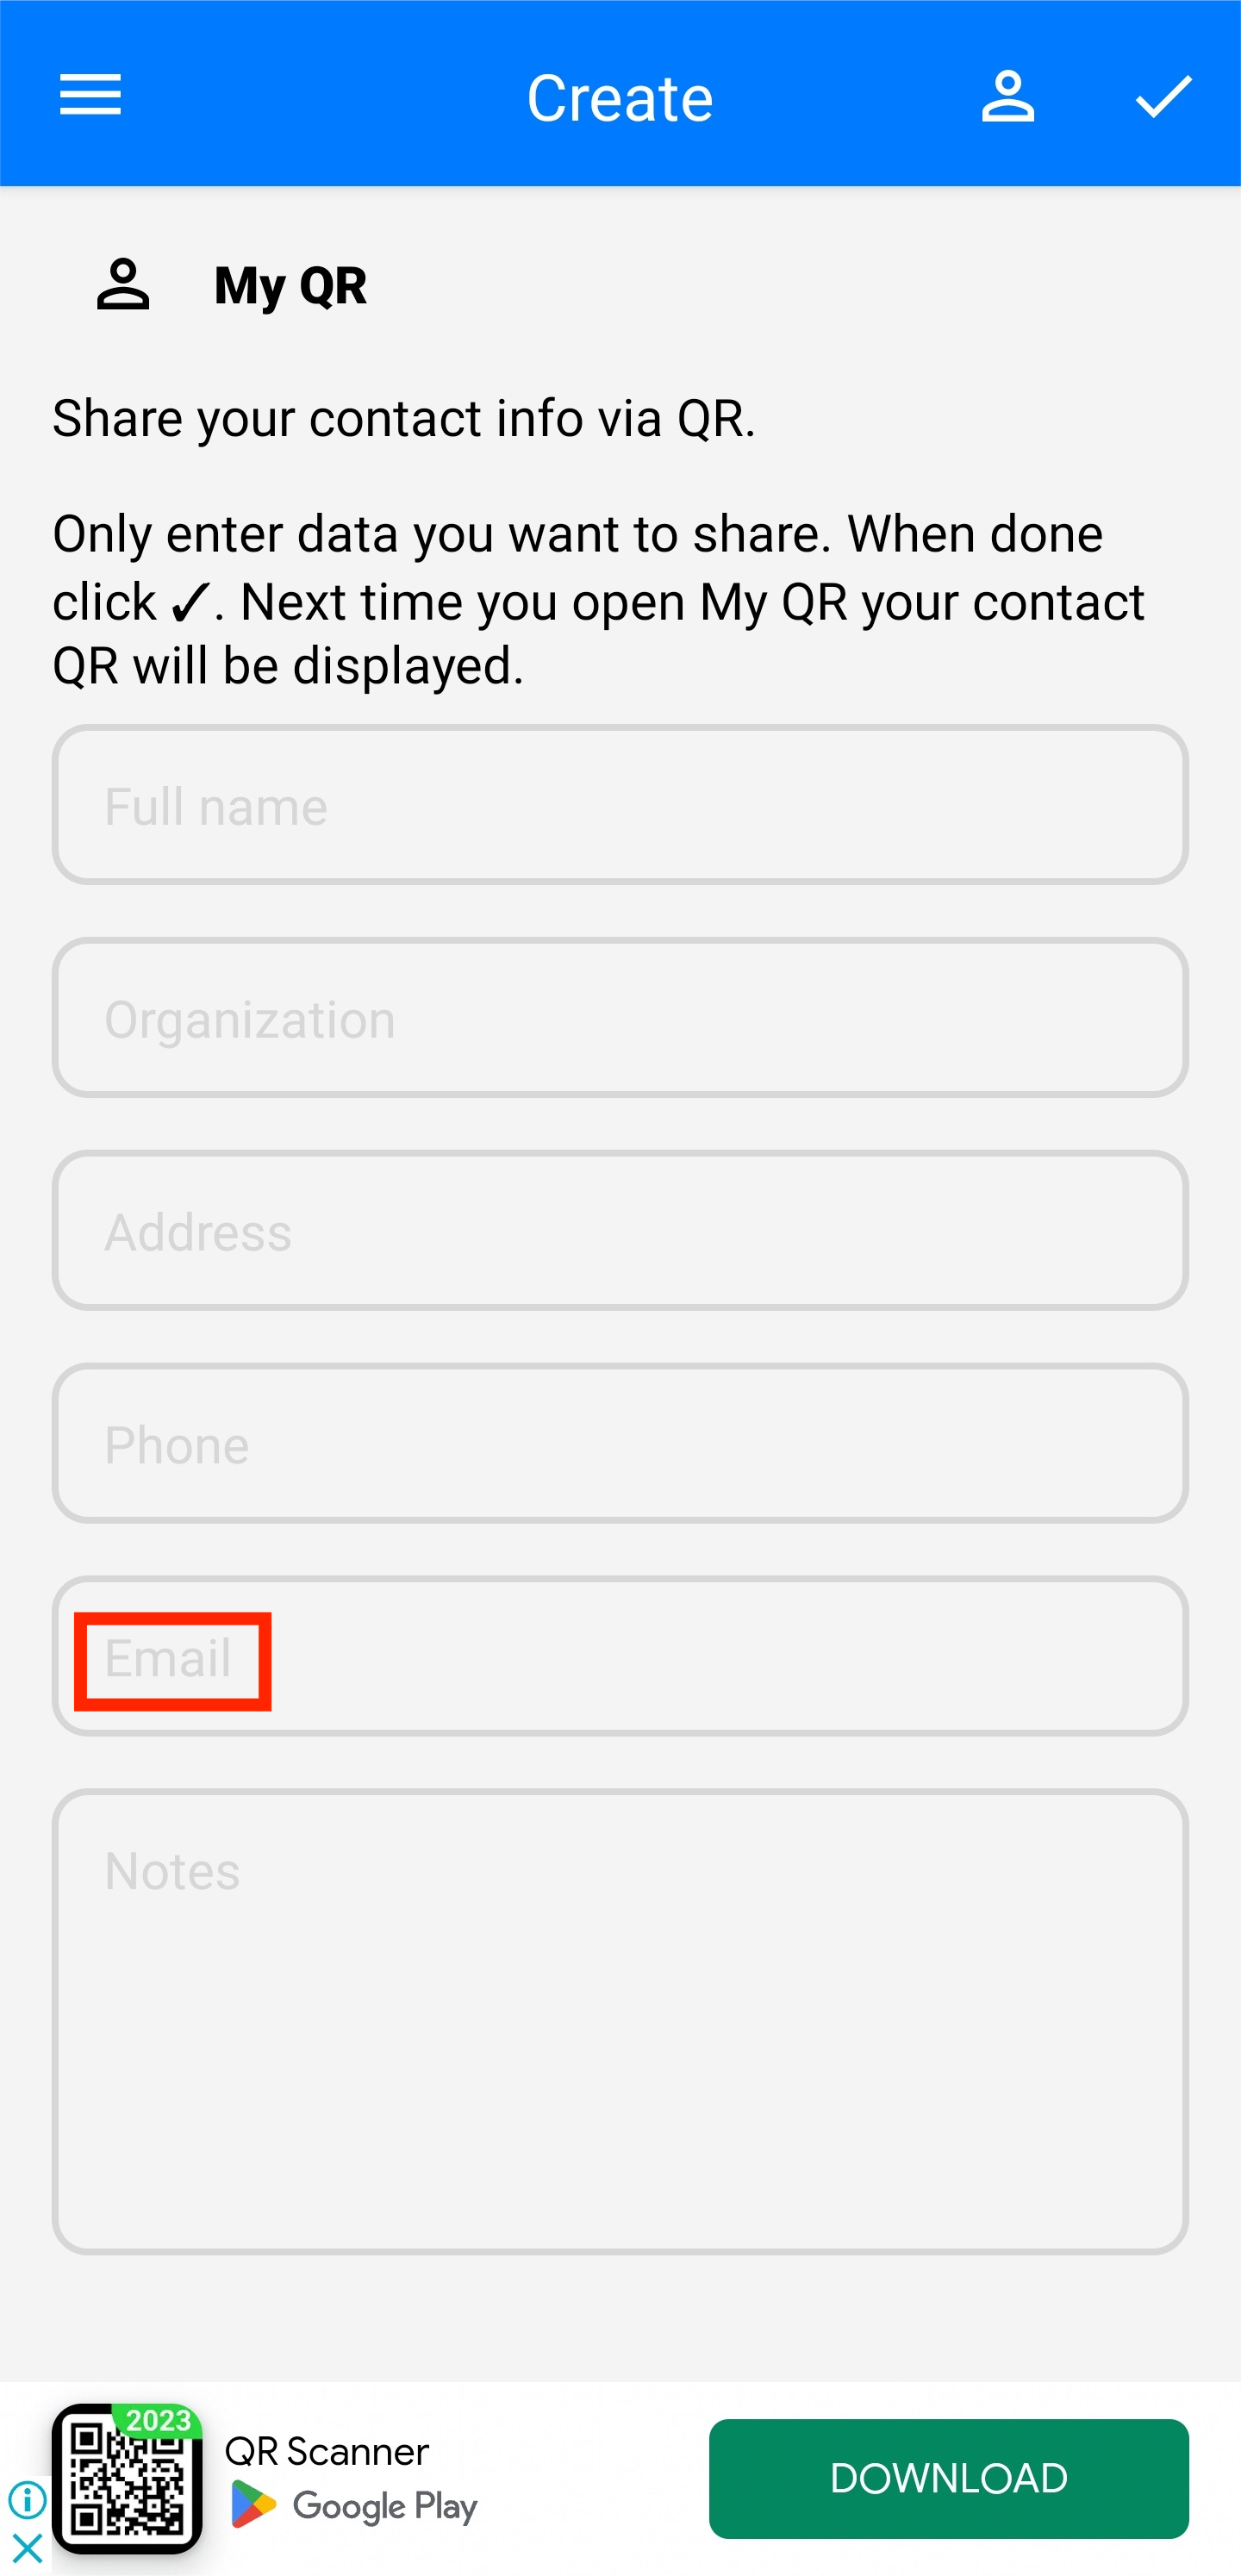 Create
My QR
Share your contact info via QR.
Only enter data you want to share. When done
click ✓. Next time you open My QR your contact
QR will be displayed.
Full name
Organization
Address
Phone
Email
Notes
2023
QR Scanner
Google Play
DOWNLOAD